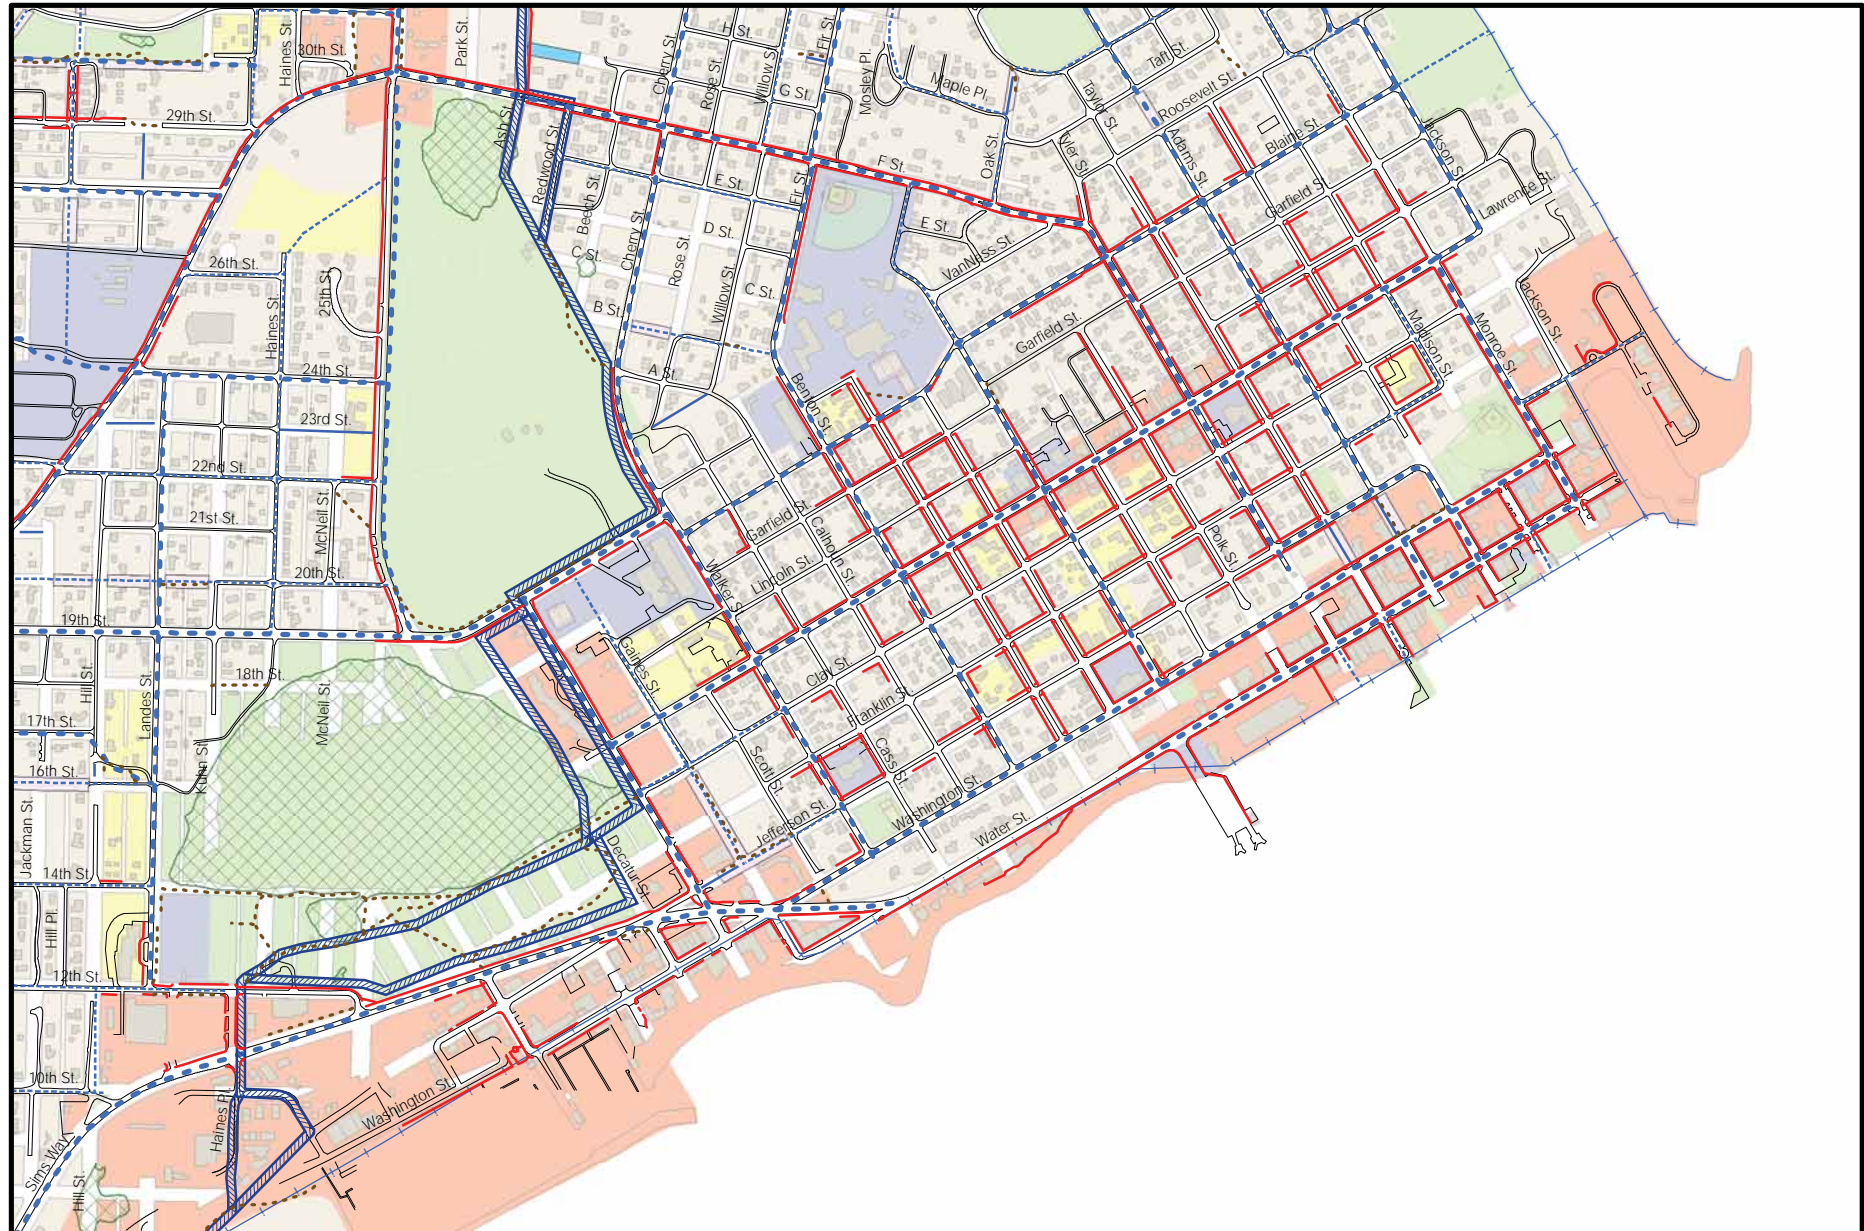 Haines St.
30th St.
Park St.
Cherry St.
H St.
Fir St.
Rose St.
Willow S
G St.
Mosley Pl.
Maple Pl.
Taft St.
Taylor St.
Roosevelt St.
29th St.
Ash St
Redwood St.
Oak St.
Tyler St.
Adams St.
Blaine St.
Jackson S
F St.
E St.
Fir St.
Beech St.
Cherry St.
D St.
Rose St.
E St.
Garfield St
Lawrence St.
VanNess St.
C St.
26th St.
25th St
Haines St.
B St.
Willow St.
C St.
Garfield St.
Madison St.
Monroe St.
Jackson St.
24th St.
A St.
Benton St.
23rd St.
22nd St.
21st St.
McNeil St.
20th St.
Garfield St.
Calhoun St.
Lincoln St.
Walker S
Polk St.
19th St.
Gaines St.
Clay St.
Franklin St.
Hill St.
18th St.
Landes St.
McNeil St.
17th St.
16th St.
Kuhn St
Scott St.
Cass St.
Washington St.
Jefferson St.
Water St.
Jackman St.
14th St.
Decatur St.
Hill Pl.
12th St.
10th St.
Haines Pl.
Washington St.
Sims Way
Hill St.